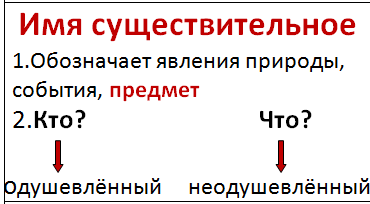 Имя существительное
1.Обозначает явления природы,
события, предмет
2.Кто? Что?
одушевлённый неодушевлённый